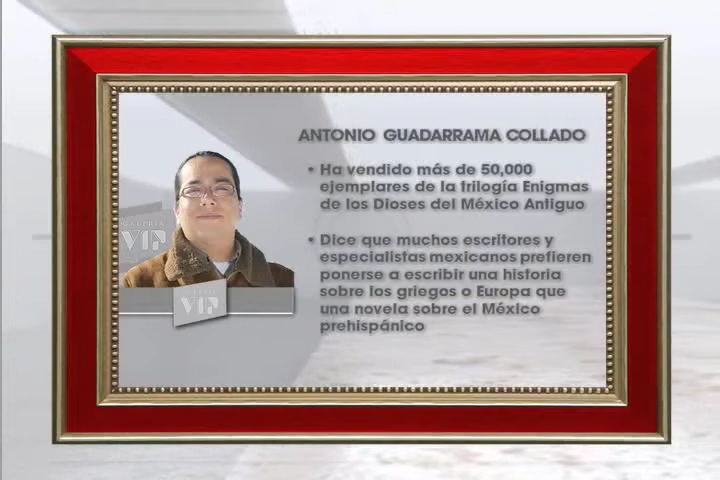 ANTONIO GUADARRAMA COLLADO
• Ha vendido más de 50,000
ejemplares de la trilogía Enigmas
de los Dioses del México Antiguo
• Dice que muchos escritores y
especialistas mexicanos prefieren
ponerse a escribir una historia
sobre los griegos o Europa que
una novela sobre el México
prehispánico
VIP
VIP